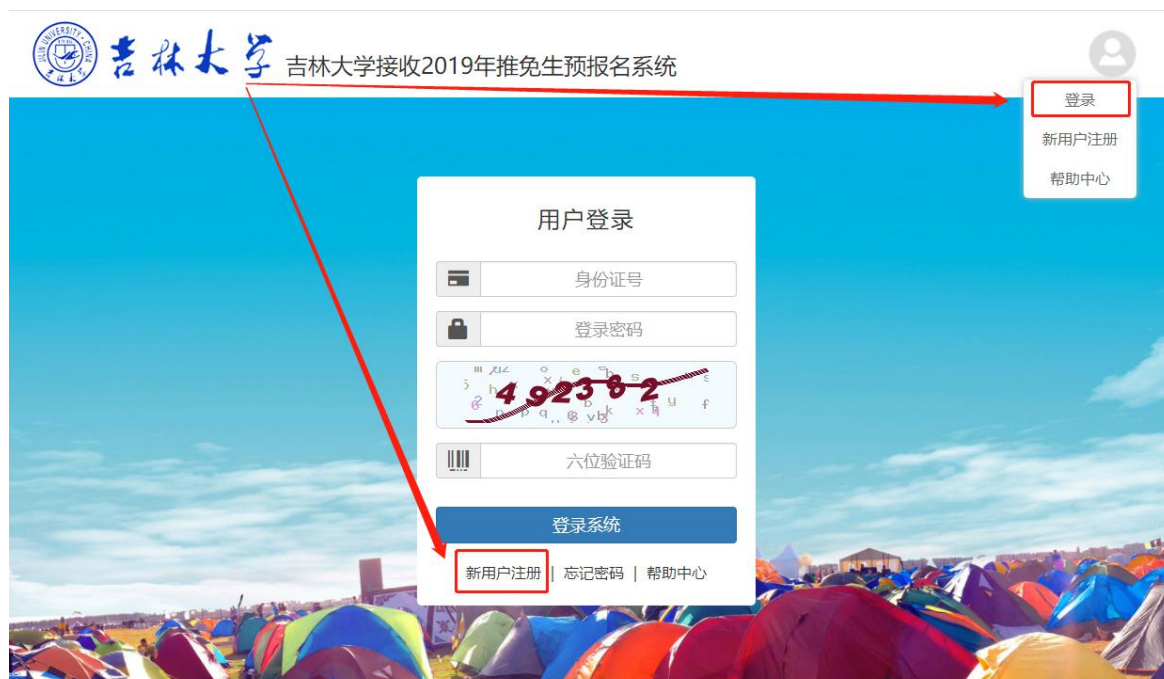 吉林大学
吉林大学接收2019年推免生预报名系统
登录
新用户注册
帮助中心
用户登录
身份证号
登录密码
492382
六位验证码
登录系统
新用户注册 | 忘记密码 | 帮助中心